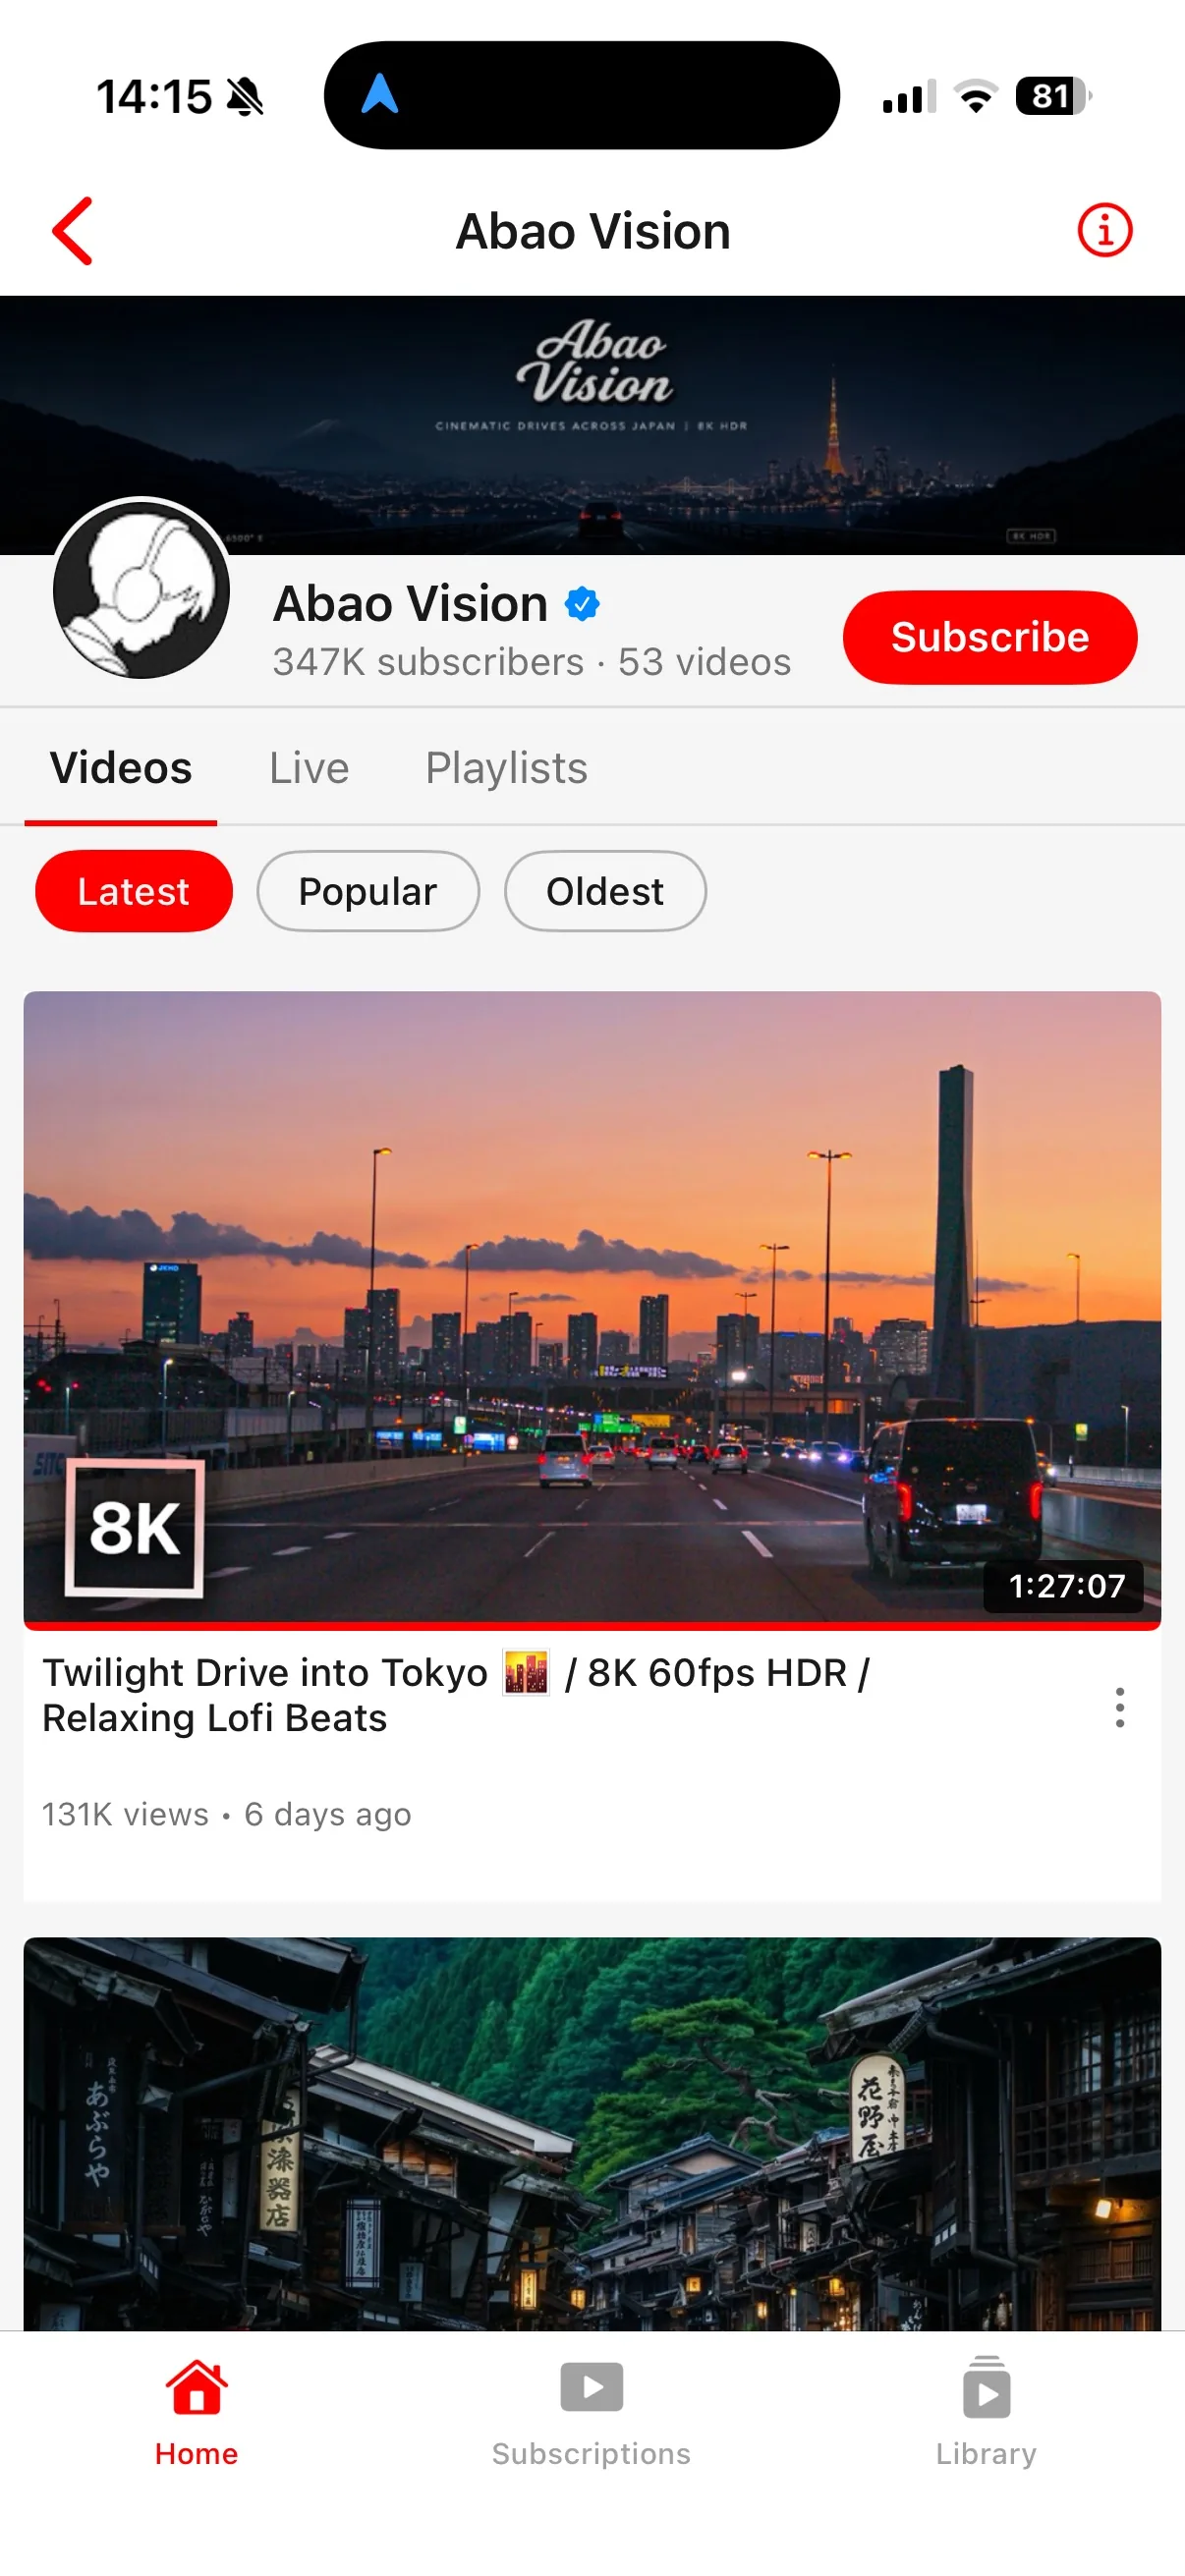 14:15
81
Abao Vision
Abao
Vision
CINEMATIC DRIVES ACROSS JAPAN | 8K HDR
.6500° E
8K HDR
Abao Vision
347K subscribers · 53 videos
Subscribe
Videos Live Playlists
Latest Popular Oldest
8K
1:27:07
Twilight Drive into Tokyo 🌇 / 8K 60fps HDR /
Relaxing Lofi Beats
131K views • 6 days ago
あぶらや
漆器店
花野屋
Home Subscriptions Library